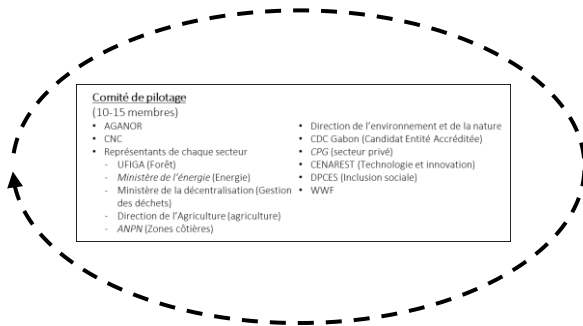 Comité de pilotage
(10-15 membres)
• AGANOR
• CNC
• Représentants de chaque secteur
- UFIGA (Forêt)
- Ministère de l'énergie (Energie)
- Ministère de la décentralisation (Gestion
des déchets)
- Direction de l'Agriculture (agriculture)
- ANPN (Zones côtières)
• Direction de l'environnement et de la nature
• CDC Gabon (Candidat Entité Accréditée)
• CPG (secteur privé)
• CENAREST (Technologie et innovation)
• DPCES (Inclusion sociale)
• WWF